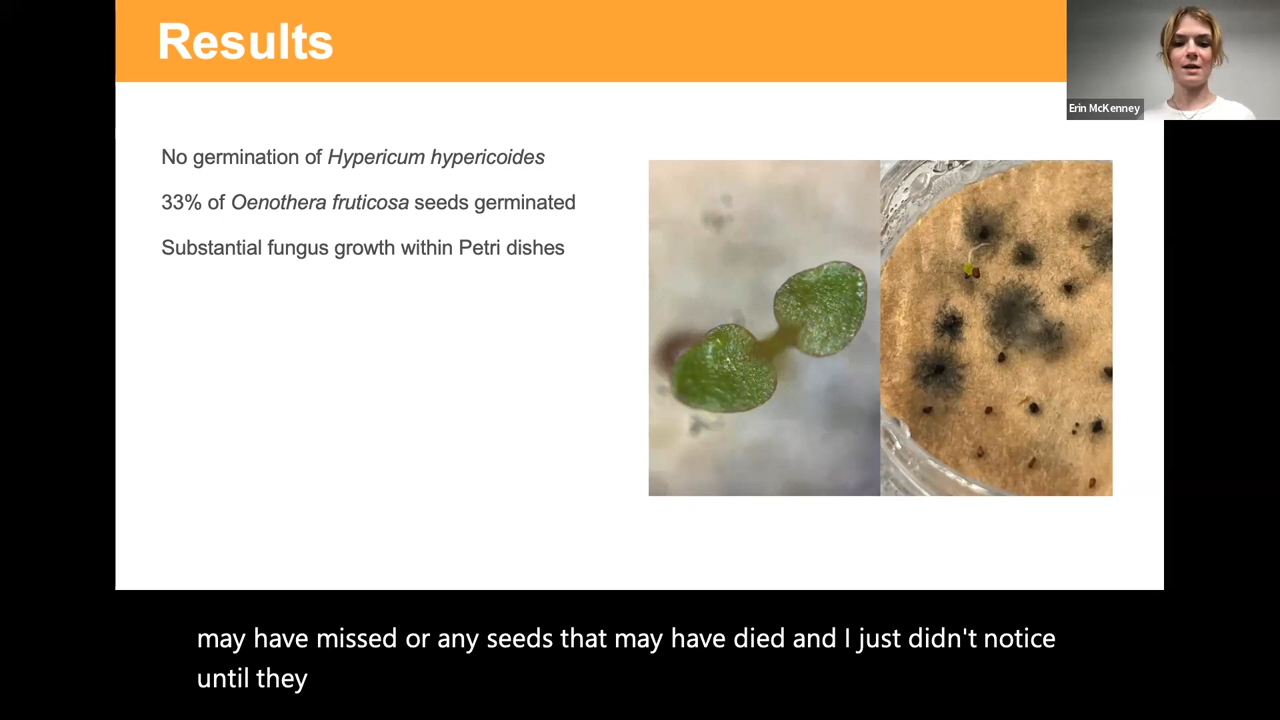 Results
Erin McKenney
No germination of Hypericum hypericoides
33% of Oenothera fruticosa seeds germinated
Substantial fungus growth within Petri dishes
may have missed or any seeds that may have died and I just didn't notice
until they